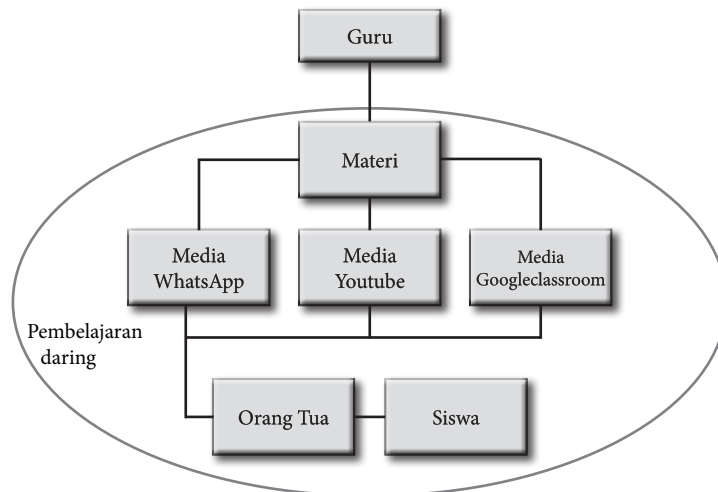 Guru
Materi
Media
WhatsApp
Media
Youtube
Media
Googleclassroom
Pembelajaran
daring
Orang Tua
Siswa